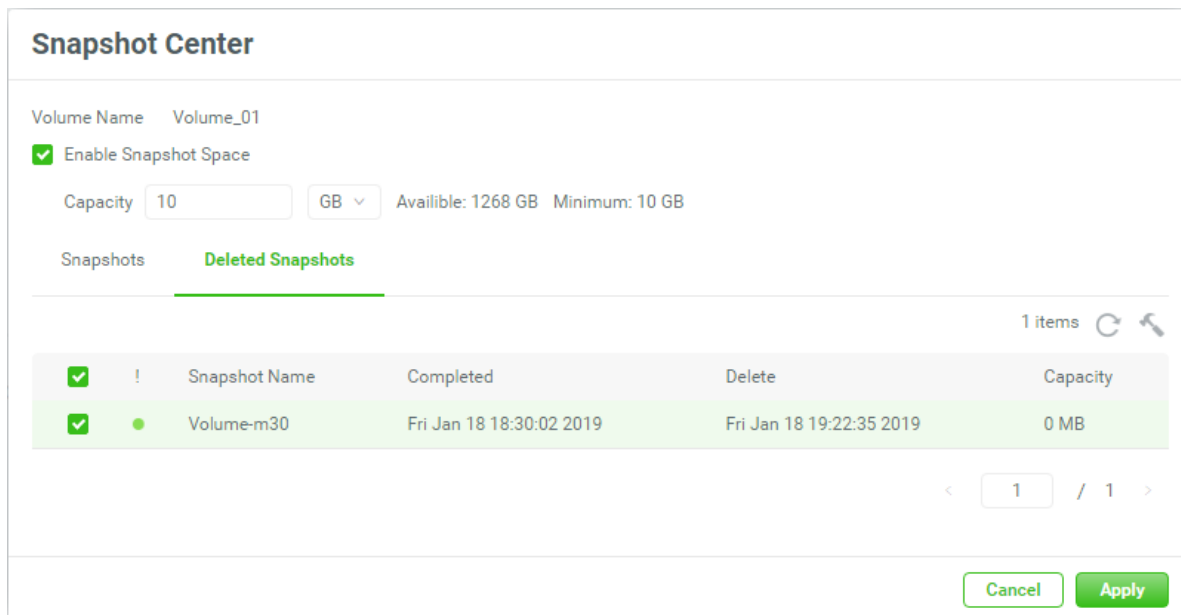 Snapshot Center
Volume Name Volume_01
Enable Snapshot Space
Capacity 10 GB Availible: 1268 GB Minimum: 10 GB
Snapshots Deleted Snapshots
1 items
! Snapshot Name Completed Delete Capacity
Volume-m30 Fri Jan 18 18:30:02 2019 Fri Jan 18 19:22:35 2019 0 MB
< 1 / 1 >
Cancel Apply